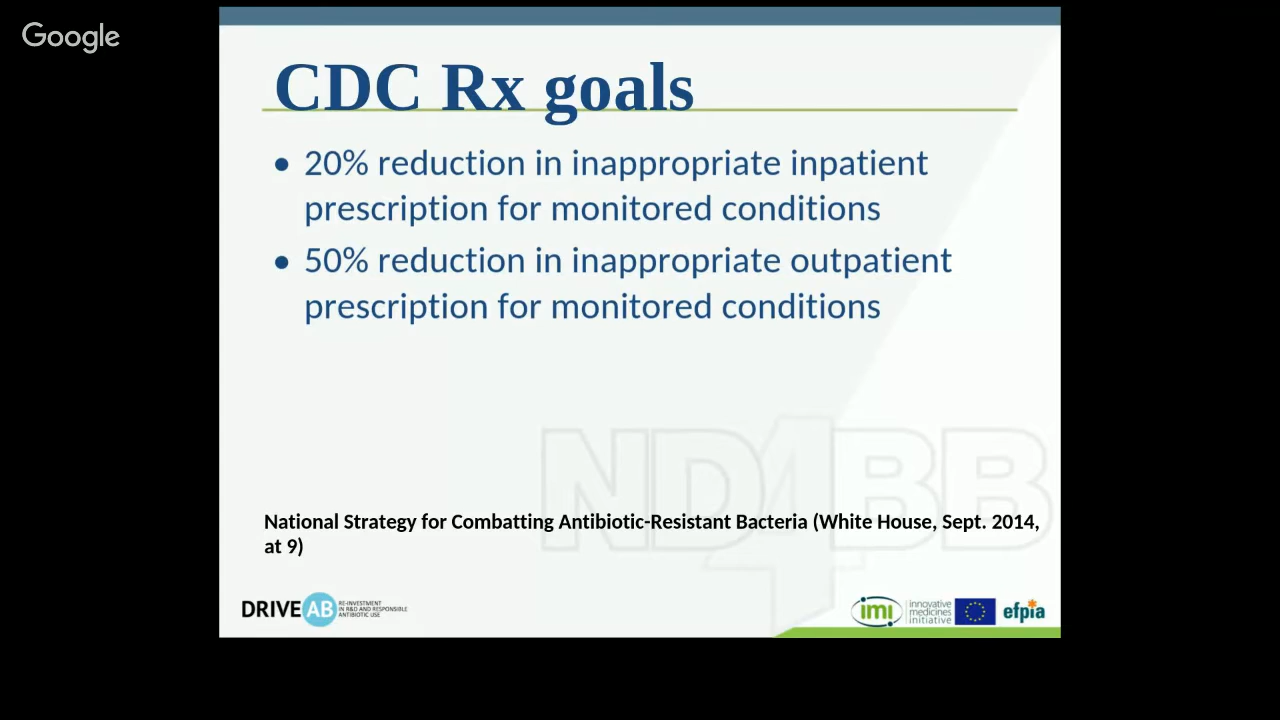 Google
CDC Rx goals
• 20% reduction in inappropriate inpatient
prescription for monitored conditions
• 50% reduction in inappropriate outpatient
prescription for monitored conditions
ND4BB
National Strategy for Combatting Antibiotic-Resistant Bacteria (White House, Sept. 2014,
at 9)
DRIVE AB
RE-INVESTMENT
IN R&D AND RESPONSIBLE
ANTIBIOTIC USE
imi
innovative
medicines
initiative
efpia